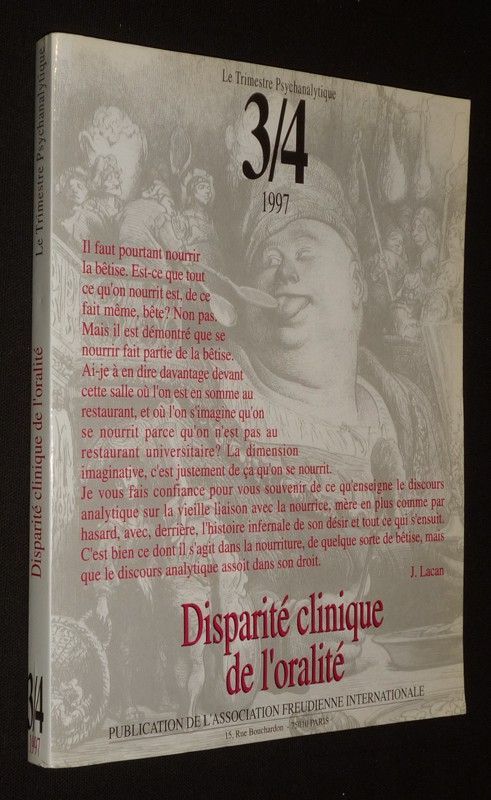 Le Trimestre Psychanalytique
3/4
1997
Il faut pourtant nourrir
la bêtise. Est-ce que tout
ce qu'on nourrit est, de ce
fait même, bête? Non pas.
Mais il est démontré que se
nourrir fait partie de la bêtise.
Ai-je à en dire davantage devant
cette salle où l'on est en somme au
restaurant, et où l'on s'imagine qu'on
se nourrit parce qu'on n'est pas au
restaurant universitaire? La dimension
imaginative, c'est justement de ça qu'on se nourrit.
Je vous fais confiance pour vous souvenir de ce qu'enseigne le discours
analytique sur la vieille liaison avec la nourrice, mère en plus comme par
hasard, avec, derrière, l'histoire infernale de son désir et tout ce qui s'ensuit.
C'est bien ce dont il s'agit dans la nourriture, de quelque sorte de bêtise, mais
que le discours analytique assoit dans son droit.
J. Lacan
Disparité clinique
de l'oralité
PUBLICATION DE L'ASSOCIATION FREUDIENNE INTERNATIONALE
15, Rue Bouchardon - 75010 PARIS
Le Trimestre Psychanalytique
Disparité clinique de l'oralité
3/4
1997